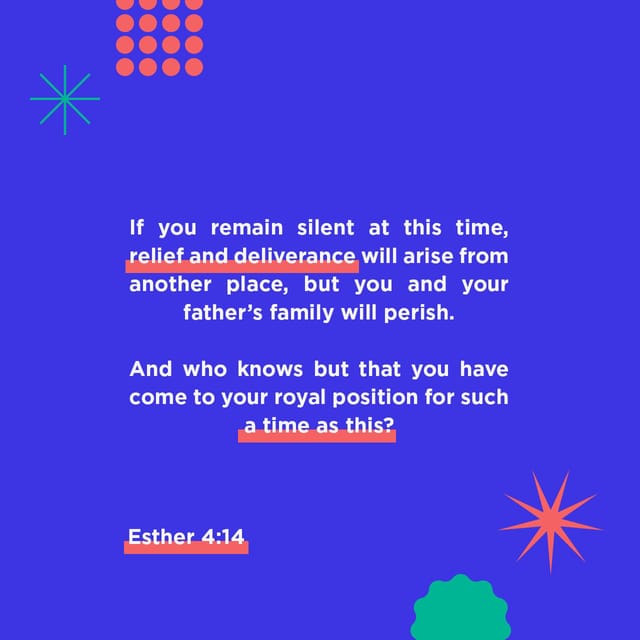 If you remain silent at this time,
relief and deliverance will arise from
another place, but you and your
father’s family will perish.
And who knows but that you have
come to your royal position for such
a time as this?
Esther 4:14